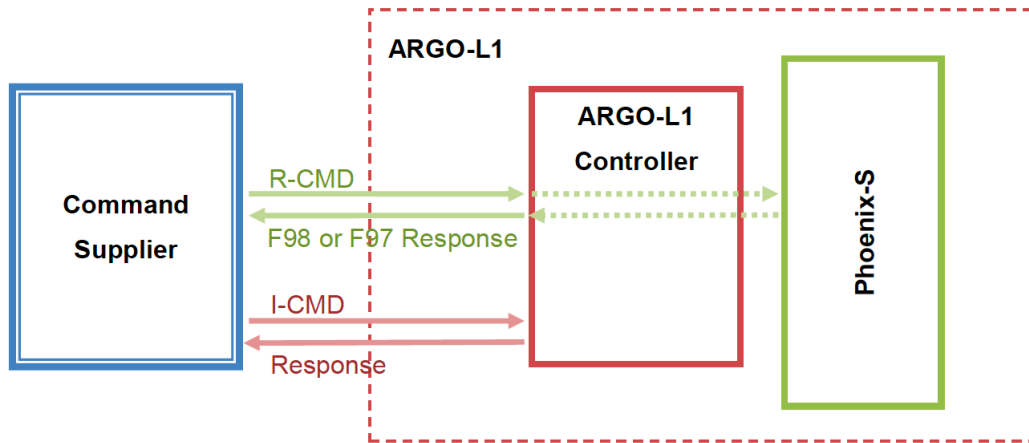 ARGO-L1
ARGO-L1
Controller
Command
Supplier
R-CMD
F98 or F97 Response
I-CMD
Response
Phoenix-S